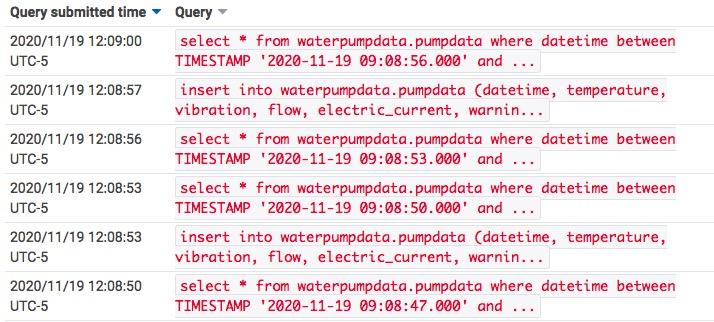 Query submitted time Query
2020/11/19 12:09:00 select * from waterpumpdata.pumpdata where datetime between
UTC-5 TIMESTAMP '2020-11-19 09:08:56.000' and ...
2020/11/19 12:08:57 insert into waterpumpdata.pumpdata (datetime, temperature,
UTC-5 vibration, flow, electric_current, warnin...
2020/11/19 12:08:56 select * from waterpumpdata.pumpdata where datetime between
UTC-5 TIMESTAMP '2020-11-19 09:08:53.000' and ...
2020/11/19 12:08:53 select * from waterpumpdata.pumpdata where datetime between
UTC-5 TIMESTAMP '2020-11-19 09:08:50.000' and ...
2020/11/19 12:08:53 insert into waterpumpdata.pumpdata (datetime, temperature,
UTC-5 vibration, flow, electric_current, warnin...
2020/11/19 12:08:50 select * from waterpumpdata.pumpdata where datetime between
UTC-5 TIMESTAMP '2020-11-19 09:08:47.000' and ...